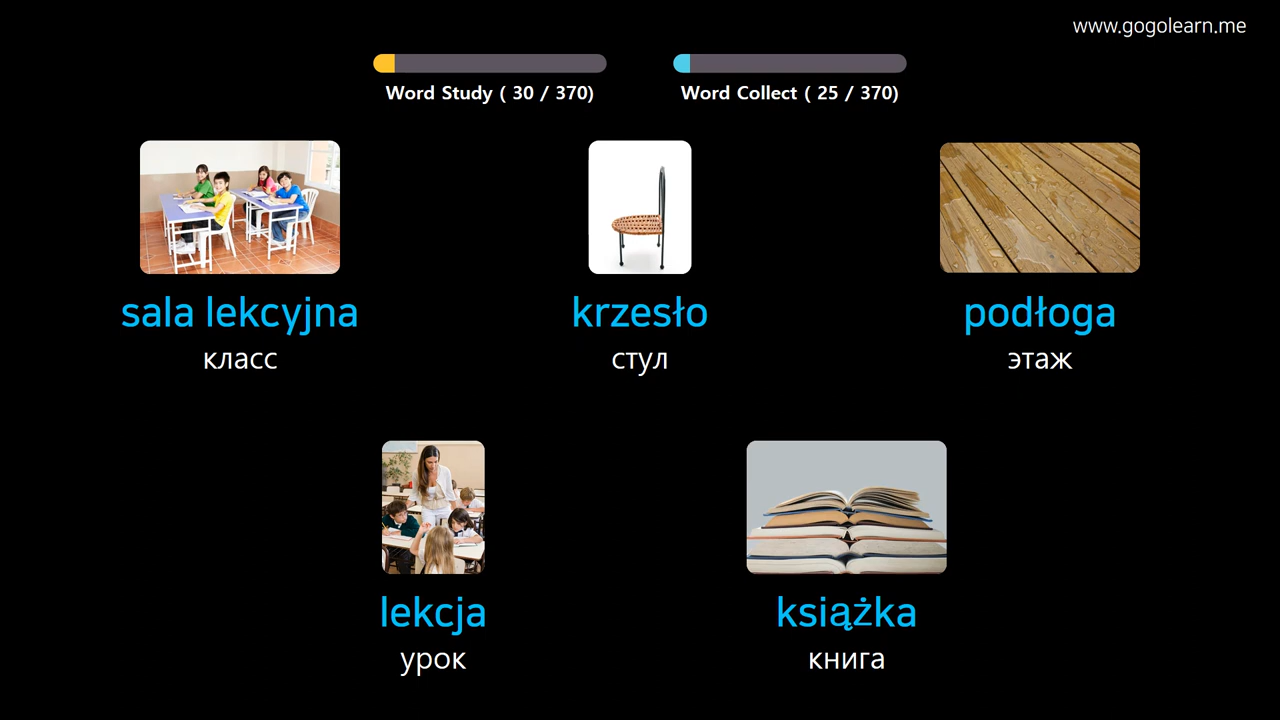 www.gogolearn.me
Word Study ( 30 / 370)
Word Collect ( 25 / 370)
sala lekcyjna
класс
krzesło
стул
podłoga
этаж
lekcja
урок
książka
книга